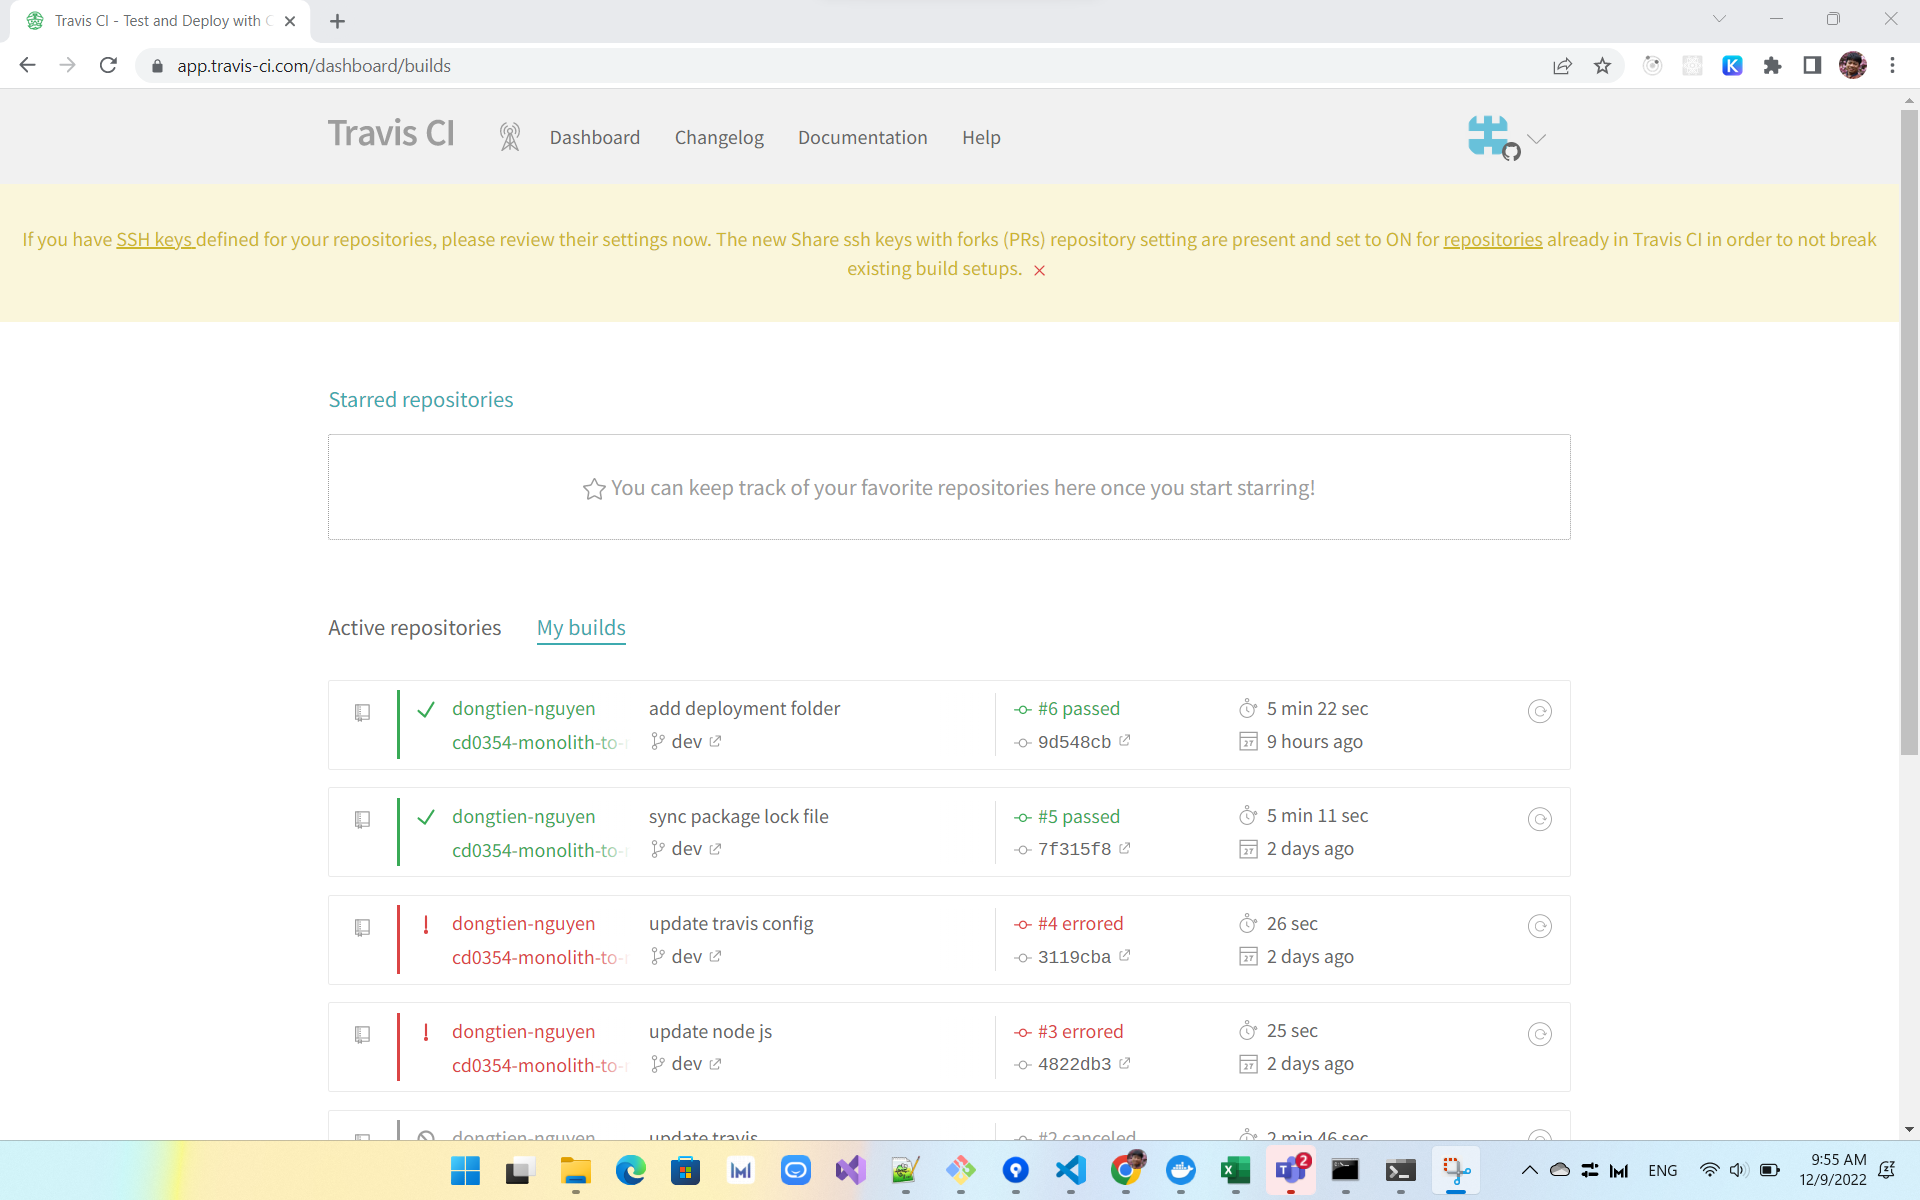 Travis CI - Test and Deploy with C
app.travis-ci.com/dashboard/builds
Travis CI
Dashboard
Changelog
Documentation
Help
If you have SSH keys defined for your repositories, please review their settings now. The new Share ssh keys with forks (PRs) repository setting are present and set to ON for repositories already in Travis CI in order to not break
existing build setups.
Starred repositories
You can keep track of your favorite repositories here once you start starring!
Active repositories
My builds
dongtien-nguyen
add deployment folder
#6 passed
5 min 22 sec
cd0354-monolith-to-
dev
9d548cb
27
9 hours ago
dongtien-nguyen
sync package lock file
#5 passed
5 min 11 sec
cd0354-monolith-to-
dev
7f315f8
27
2 days ago
dongtien-nguyen
update travis config
#4 errored
26 sec
cd0354-monolith-to-
dev
3119cba
27
2 days ago
dongtien-nguyen
update node js
#3 errored
25 sec
cd0354-monolith-to-
dev
4822db3
27
2 days ago
dongtien-nguyen
update travis
#2 canceled
2 min 46 sec
2
ENG
9:55 AM
12/9/2022